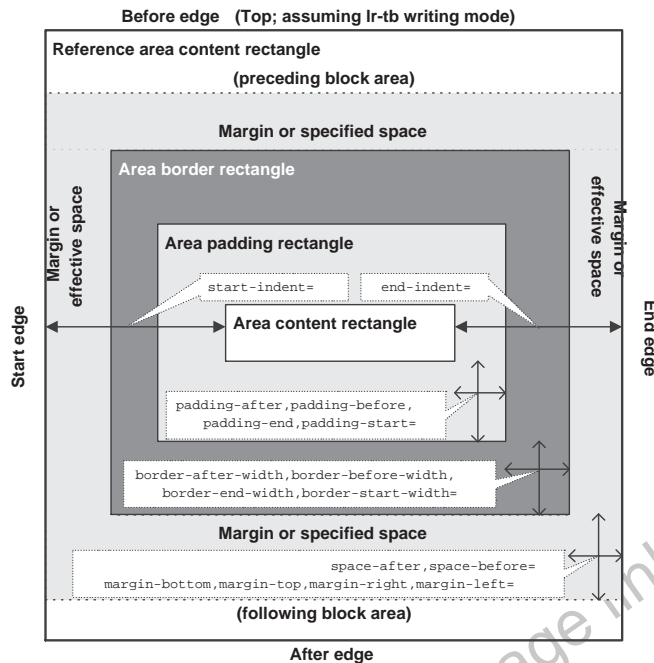 Before edge (Top; assuming lr-tb writing mode)
Reference area content rectangle
(preceding block area)
Margin or specified space
Area border rectangle
Margin or
effective space
Margin or
effective space
Area padding rectangle
start-indent=
end-indent=
Area content rectangle
Start edge
End edge
padding-after,padding-before,
padding-end,padding-start=
border-after-width,border-before-width,
border-end-width,border-start-width=
Margin or specified space
space-after,space-before=
margin-bottom,margin-top,margin-right,margin-left=
(following block area)
After edge